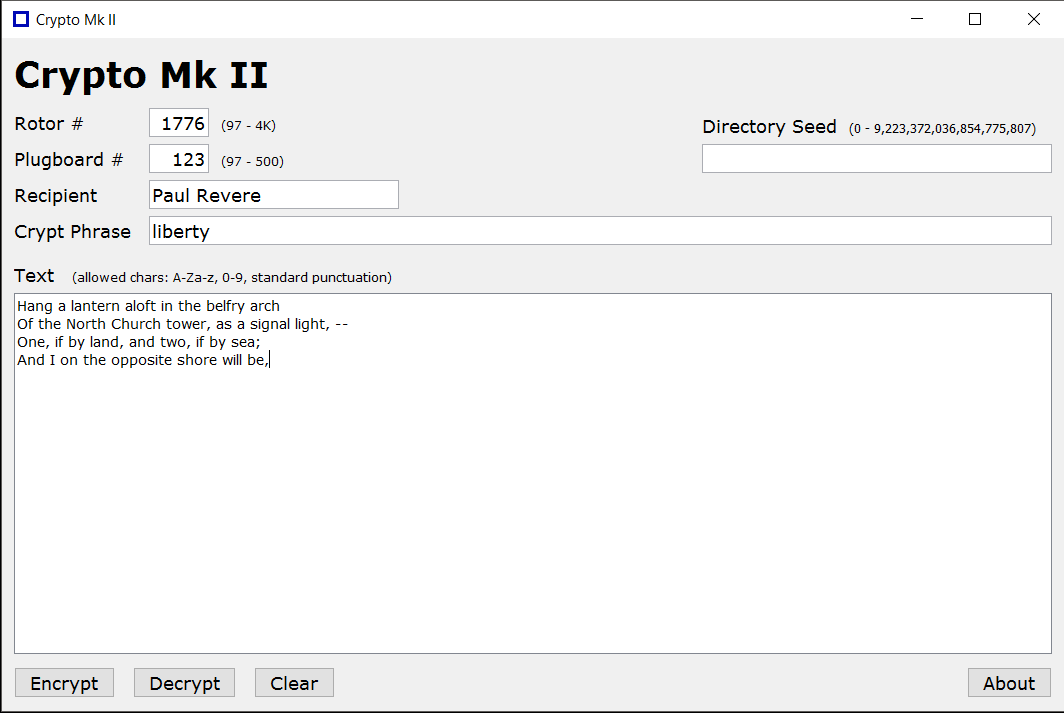 Crypto Mk II
Crypto Mk II
Rotor # 1776 (97 - 4K)
Directory Seed (0 - 9,223,372,036,854,775,807)
Plugboard # 123 (97 - 500)
Recipient Paul Revere
Crypt Phrase liberty
Text (allowed chars: A-Za-z, 0-9, standard punctuation)
Hang a lantern aloft in the belfry arch
Of the North Church tower, as a signal light, --
One, if by land, and two, if by sea;
And I on the opposite shore will be,
Encrypt Decrypt Clear About